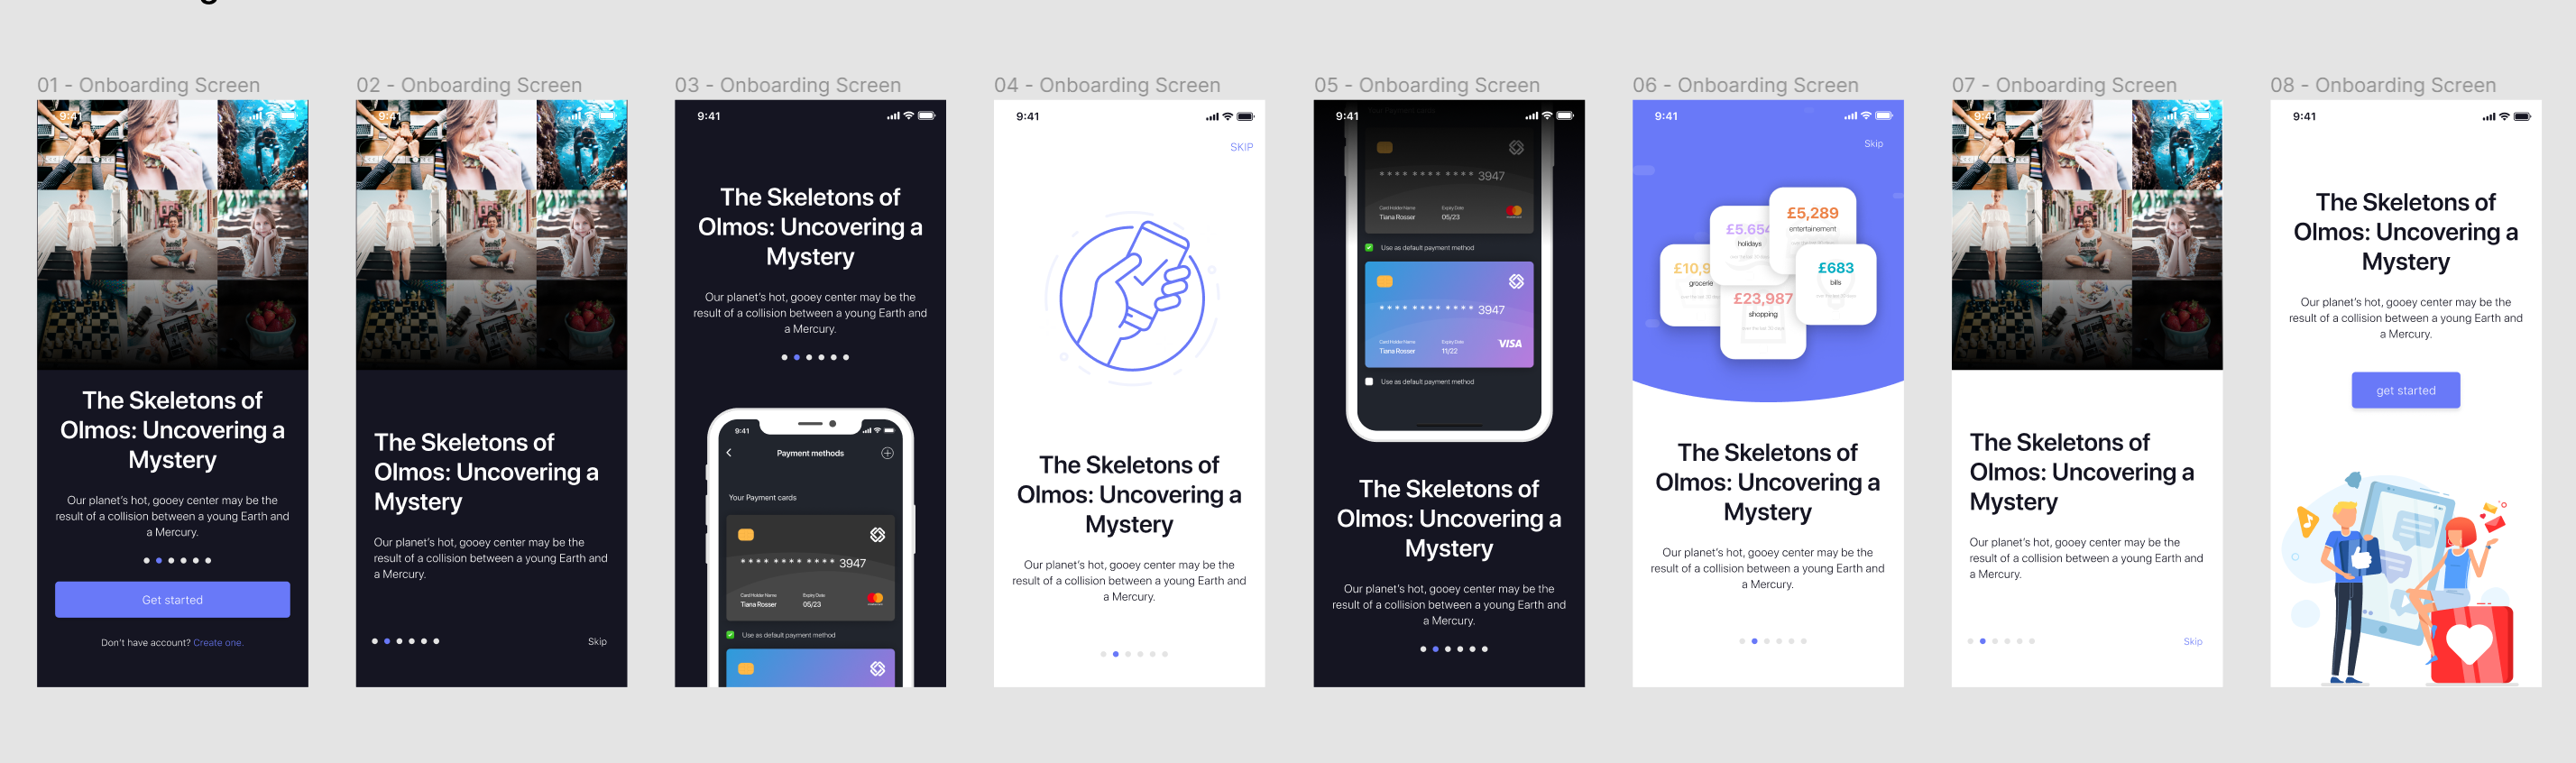 01 - Onboarding Screen
9:41
The Skeletons of
Olmos: Uncovering a
Mystery
Our planet's hot, gooey center may be the
result of a collision between a young Earth and
a Mercury.
Get started
Don't have account? Create one.
02 - Onboarding Screen
9:41
The Skeletons of
Olmos: Uncovering a
Mystery
Our planet's hot, gooey center may be the
result of a collision between a young Earth and
a Mercury.
Skip
03 - Onboarding Screen
9:41
The Skeletons of
Olmos: Uncovering a
Mystery
Our planet's hot, gooey center may be the
result of a collision between a young Earth and
a Mercury.
9:41
Payment methods
Your Payment cards
**** **** **** 3947
Card Holder Name
Expiry Date
Tiana Rosser
05/23
Use as default payment method
04 - Onboarding Screen
9:41
SKIP
The Skeletons of
Olmos: Uncovering a
Mystery
Our planet's hot, gooey center may be the
result of a collision between a young Earth and
a Mercury.
05 - Onboarding Screen
Your Payment cards
9:41
**** **** **** 3947
Card Holder Name
Expiry Date
Tiana Rosser
05/23
Use as default payment method
**** **** **** 3947
Card Holder Name
Expiry Date
Tiana Rosser
11/22
VISA
Use as default payment method
The Skeletons of
Olmos: Uncovering a
Mystery
Our planet's hot, gooey center may be the
result of a collision between a young Earth and
a Mercury.
06 - Onboarding Screen
9:41
Skip
£5,289
entertainement
£5.654
holidays
£10,9
grocerie
£683
bills
£23,987
shopping
over the last 30 days
The Skeletons of
Olmos: Uncovering a
Mystery
Our planet's hot, gooey center may be the
result of a collision between a young Earth and
a Mercury.
07 - Onboarding Screen
9:41
The Skeletons of
Olmos: Uncovering a
Mystery
Our planet's hot, gooey center may be the
result of a collision between a young Earth and
a Mercury.
Skip
08 - Onboarding Screen
9:41
The Skeletons of
Olmos: Uncovering a
Mystery
Our planet's hot, gooey center may be the
result of a collision between a young Earth and
a Mercury.
get started